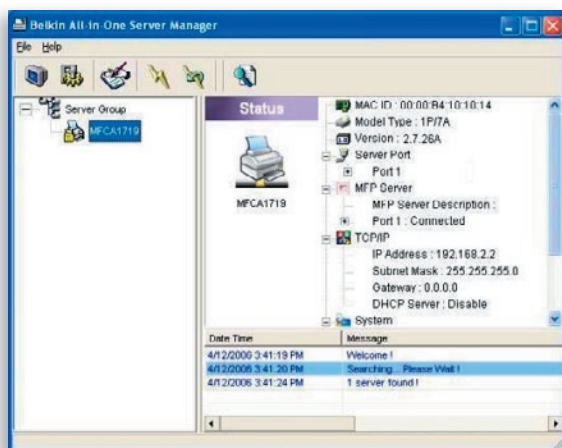 Belkin All-in-One Server Manager
File Help
Server Group
MFCA1719
Status
MFCA1719
MAC ID : 00:00:B4:10:10:14
Model Type : 1P/7A
Version : 2.7.26A
Server Port
Port 1
MFP Server
MFP Server Description :
Port 1 : Connected
TCP/IP
IP Address : 192.168.2.2
Subnet Mask : 255.255.255.0
Gateway : 0.0.0.0
DHCP Server : Disable
System
Date Time Message
4/12/2006 3:41:19 PM Welcome !
4/12/2006 3:41:20 PM Searching... Please Wait !
4/12/2006 3:41:24 PM 1 server found !